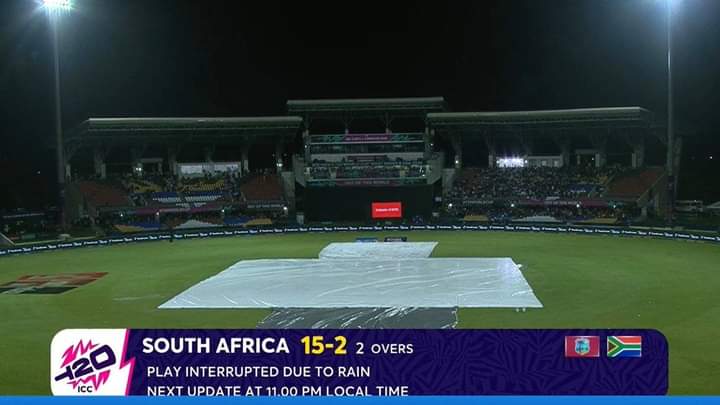 SOUTH AFRICA 15-2 2 OVERS
T20
ICC
PLAY INTERRUPTED DUE TO RAIN
NEXT UPDATE AT 11.00 PM LOCAL TIME